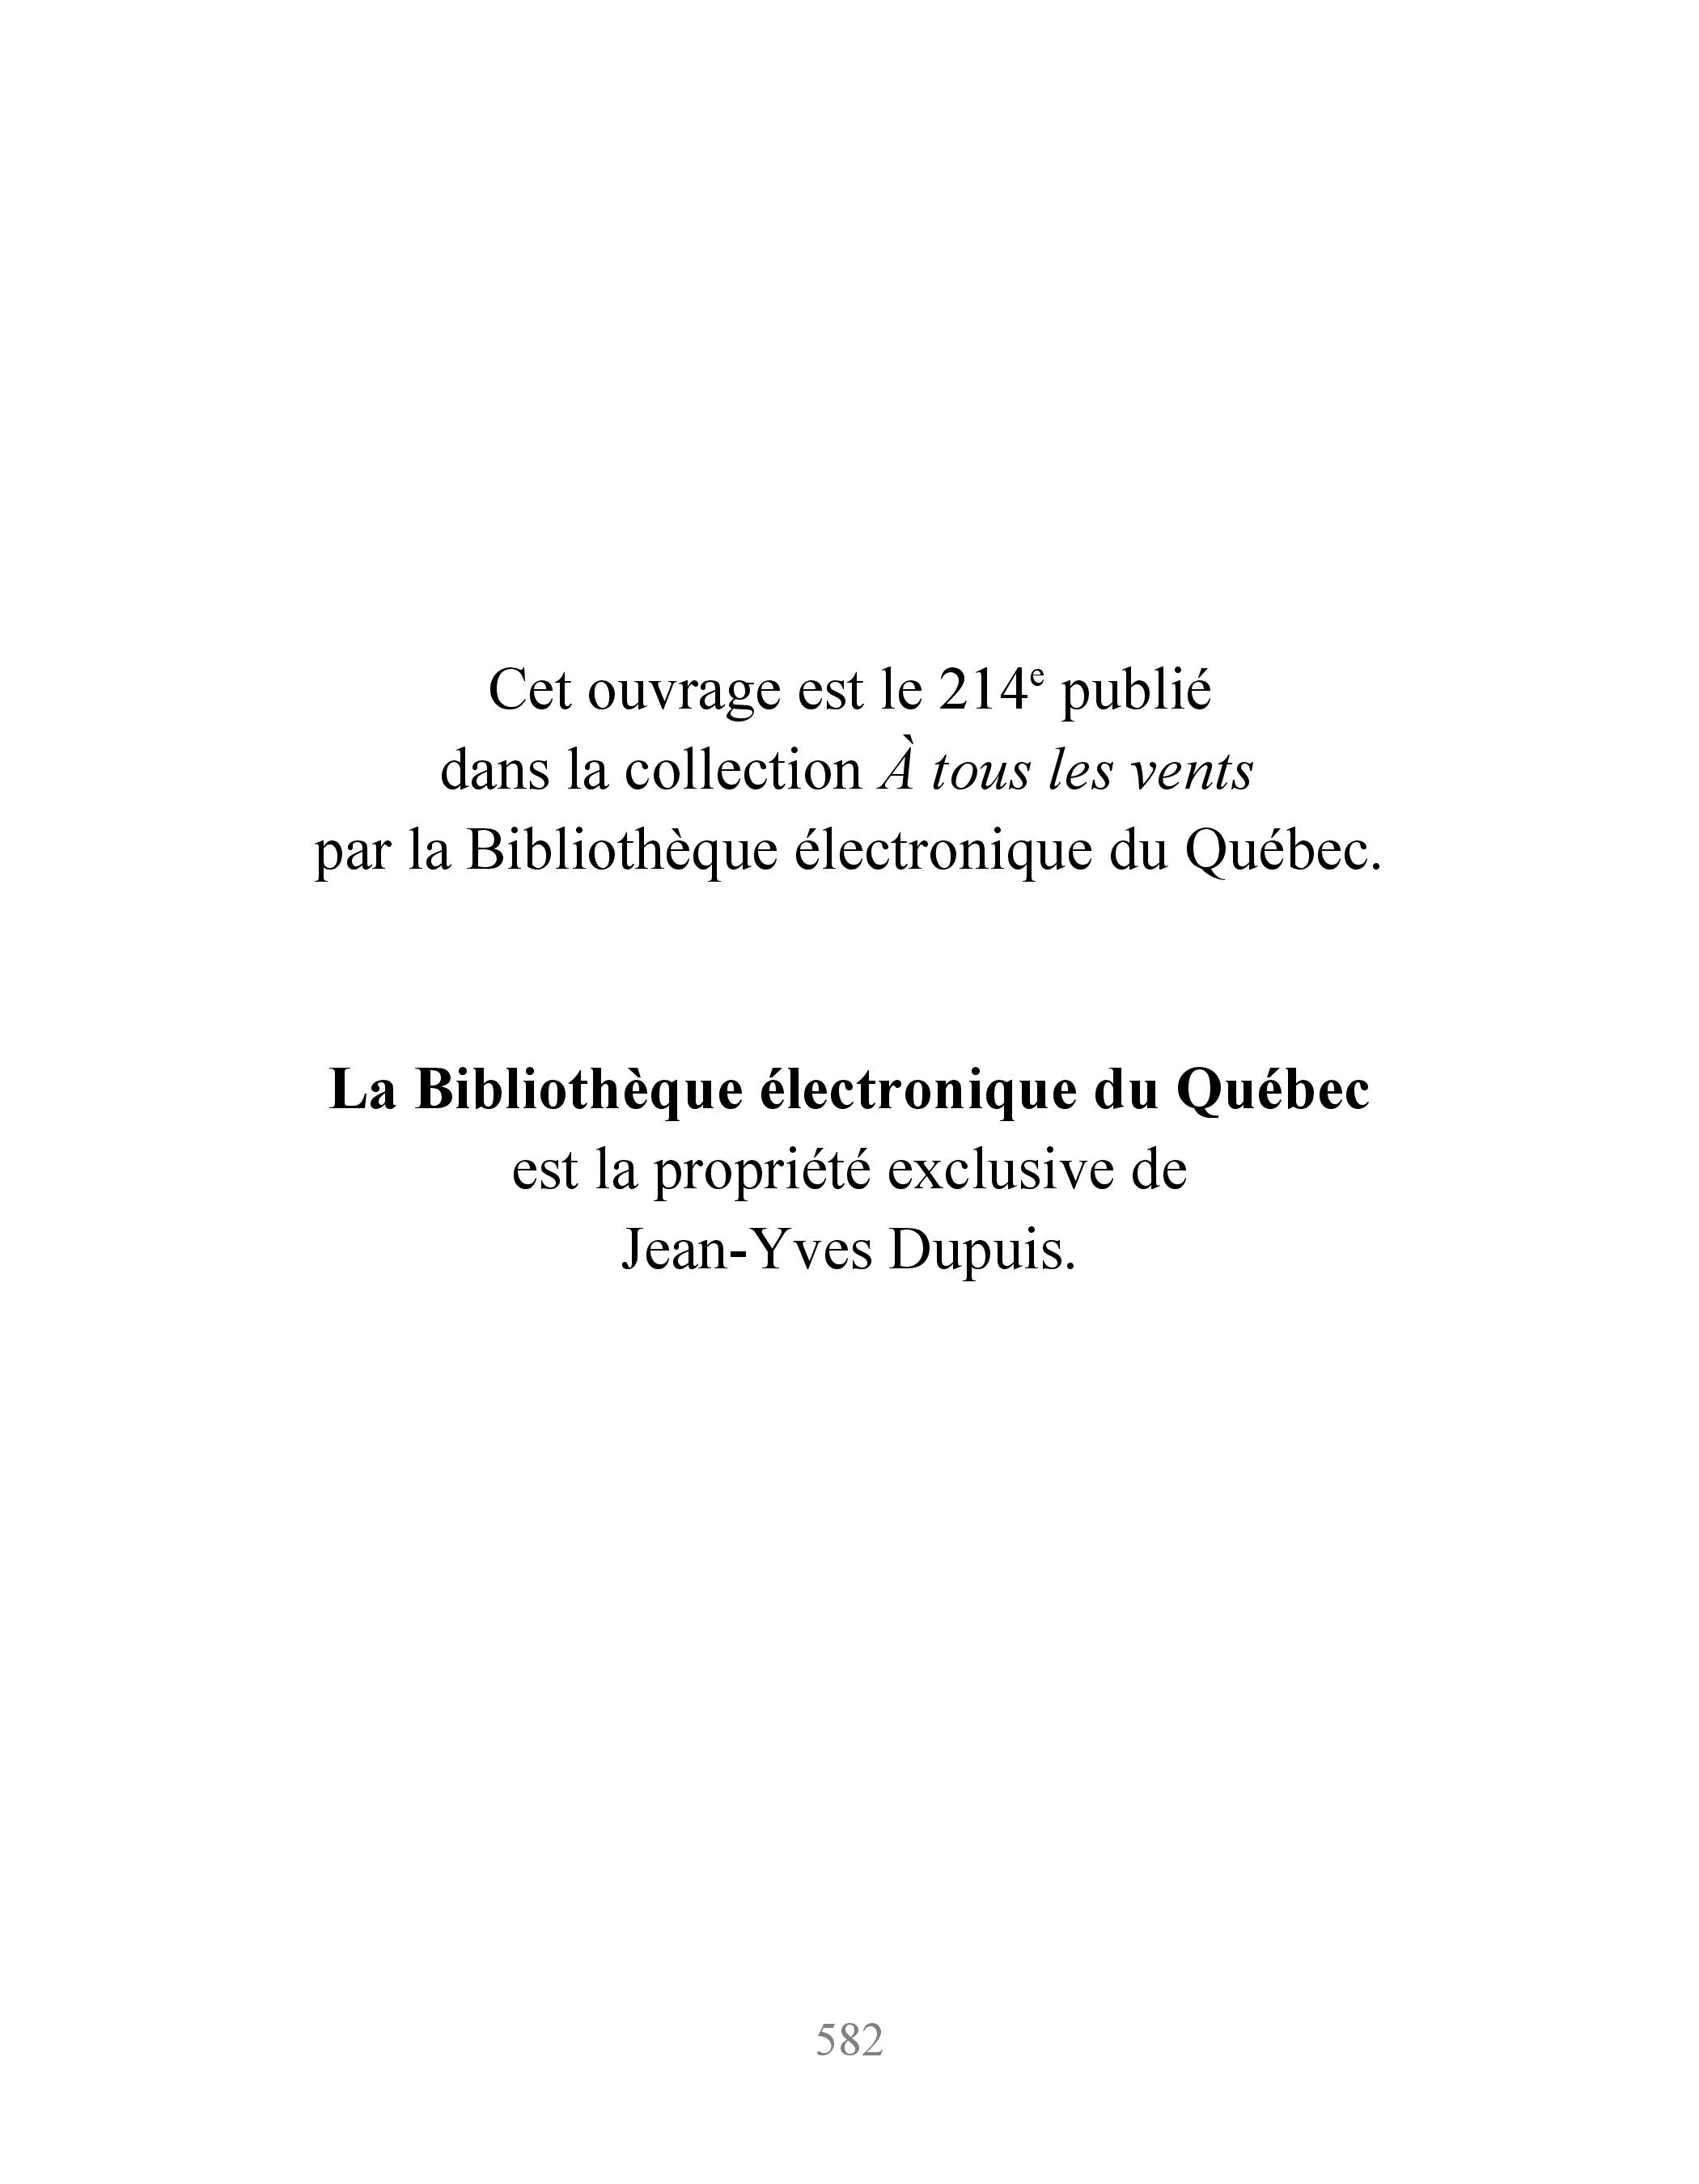 Cet ouvrage est le 214e publié
dans la collection À tous les vents
par la Bibliothèque électronique du Québec.
La Bibliothèque électronique du Québec
est la propriété exclusive de
Jean-Yves Dupuis.
582